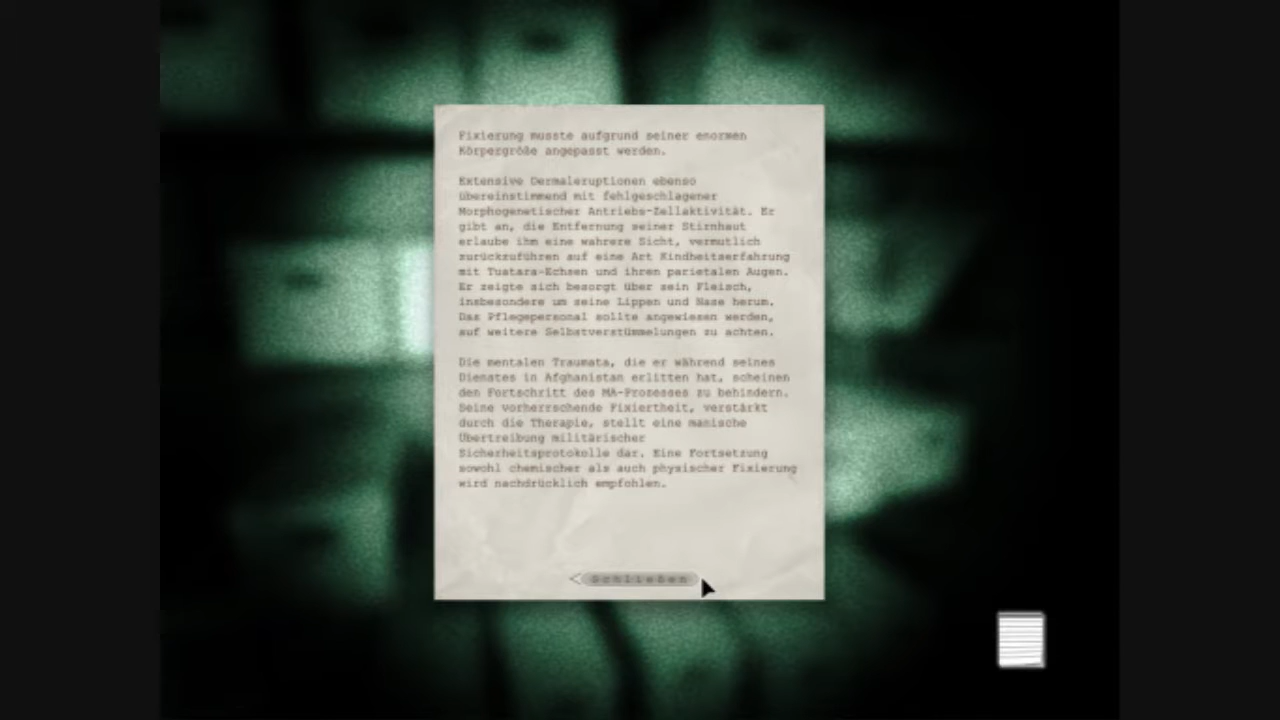 Fixierung musste aufgrund seiner enormen
Körpergröße angepasst werden.
Extensive Dermaleruptionen ebenso
übereinstimmend mit fehlgeschlagener
Morphogenetischer Antriebs-Zellaktivität. Er
gibt an, die Entfernung seiner Stirnhaut
erlaube ihm eine wahrere Sicht, vermutlich
zurückzuführen auf eine Art Kindheitserfahrung
mit Tuatara-Echsen und ihren parietalen Augen.
Er zeigte sich besorgt über sein Fleisch,
insbesondere um seine Lippen und Nase herum.
Das Pflegepersonal sollte angewiesen werden,
auf weitere Selbstverstümmelungen zu achten.
Die mentalen Traumata, die er während seines
Dienstes in Afghanistan erlitten hat, scheinen
den Fortschritt des MA-Prozesses zu behindern.
Seine vorherrschende Fixiertheit, verstärkt
durch die Therapie, stellt eine manische
Übertreibung militärischer
Sicherheitsprotokolle dar. Eine Fortsetzung
sowohl chemischer als auch physischer Fixierung
wird nachdrücklich empfohlen.
Schließen